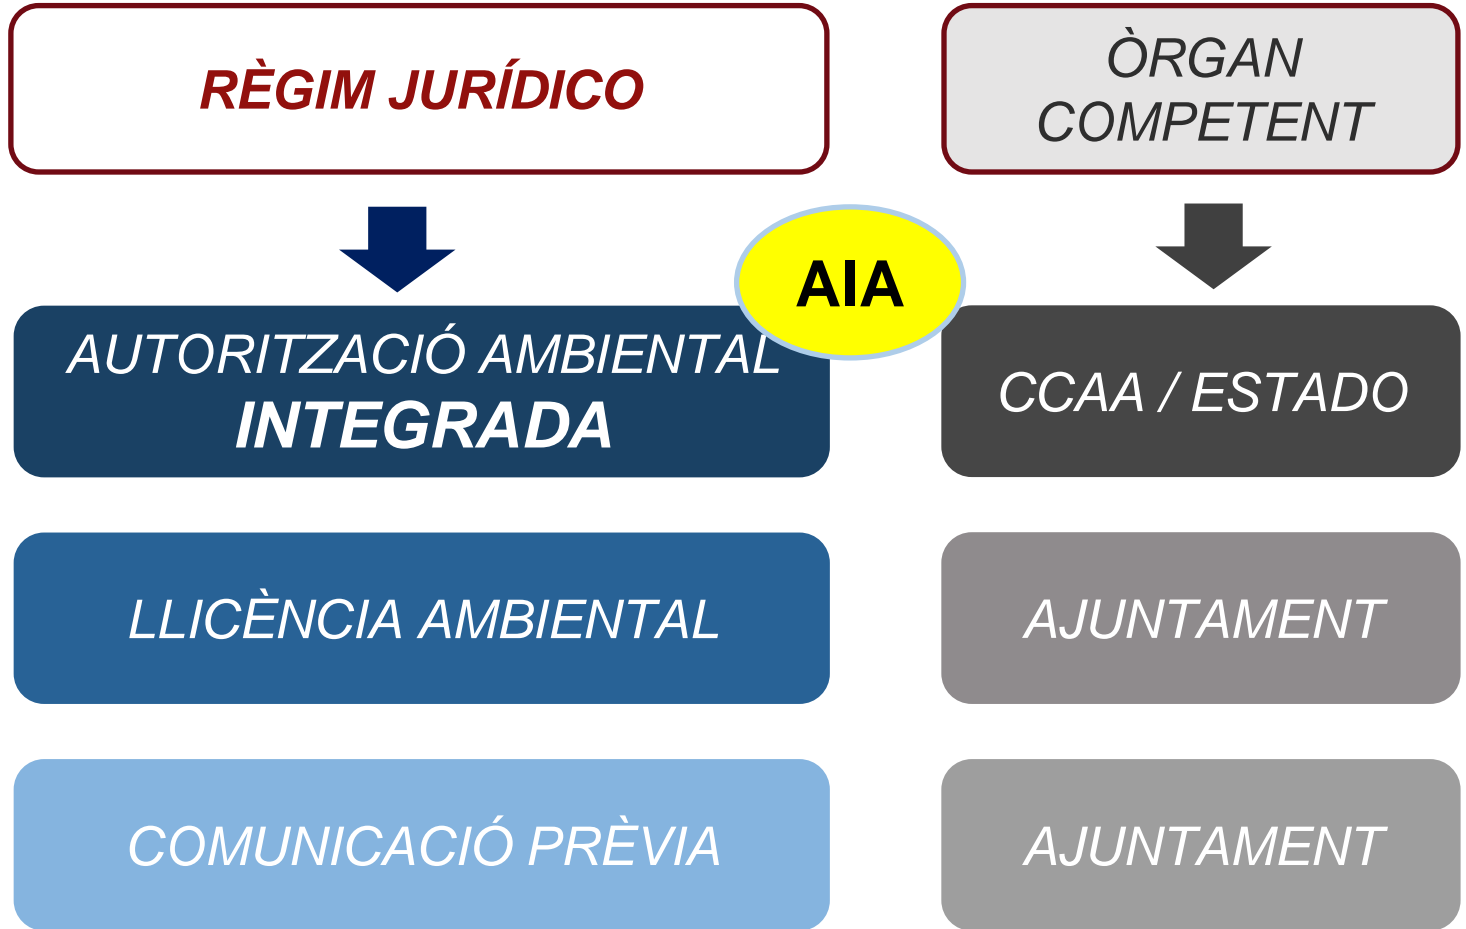 RÈGIM JURÍDICO
ÒRGAN
COMPETENT
AIA
AUTORITZACIÓ AMBIENTAL
INTEGRADA
CCAA / ESTADO
LLICÈNCIA AMBIENTAL
AJUNTAMENT
COMUNICACIÓ PRÈVIA
AJUNTAMENT